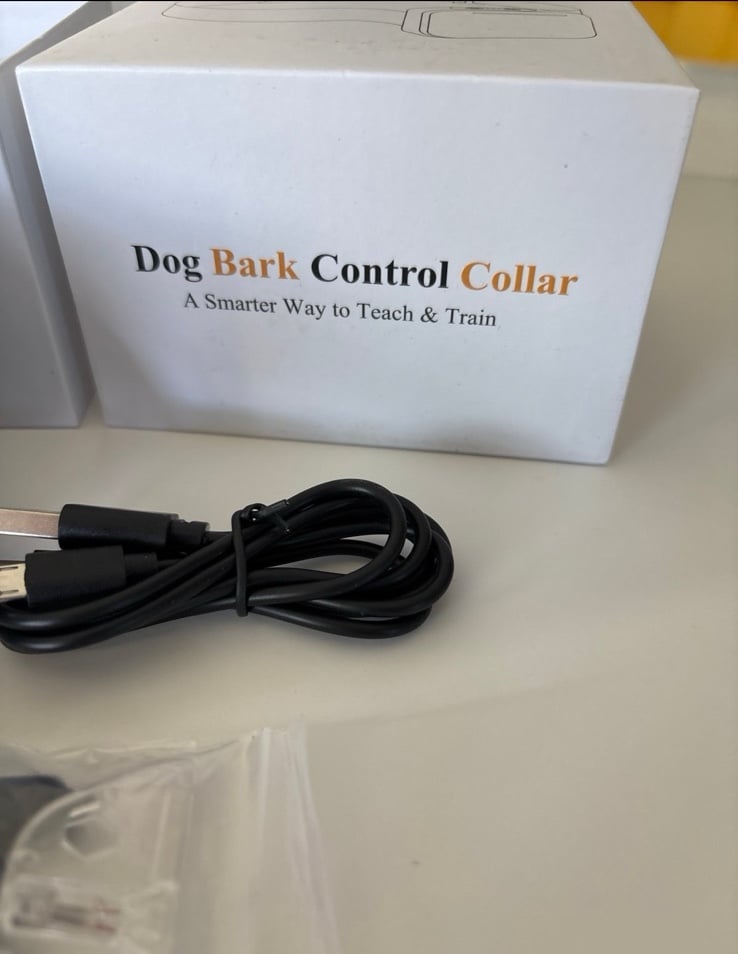 Dog Bark Control Collar
A Smarter Way to Teach & Train